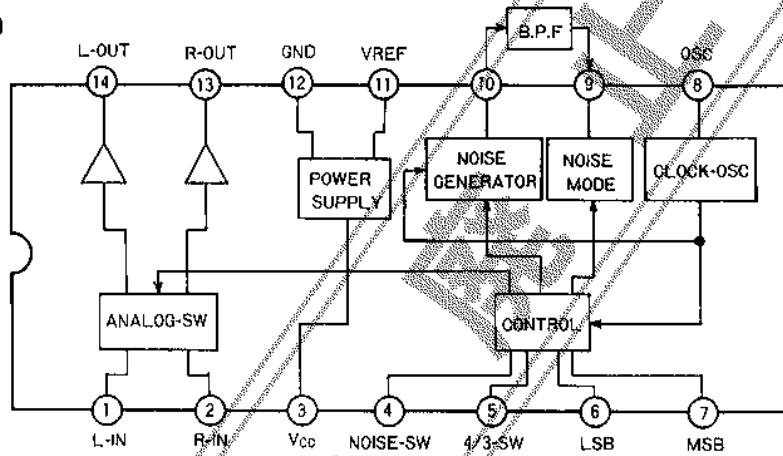 B.P.F
L-OUT R-OUT GND VREF OSC
14 13 12 11 10 9 8
POWER SUPPLY
NOISE GENERATOR
NOISE MODE
CLOCK-OSC
ANALOG-SW
CONTROL
1 2 3 4 5 6 7
L-IN R-IN Vcc NOISE-SW 4/3-SW LSB MSB